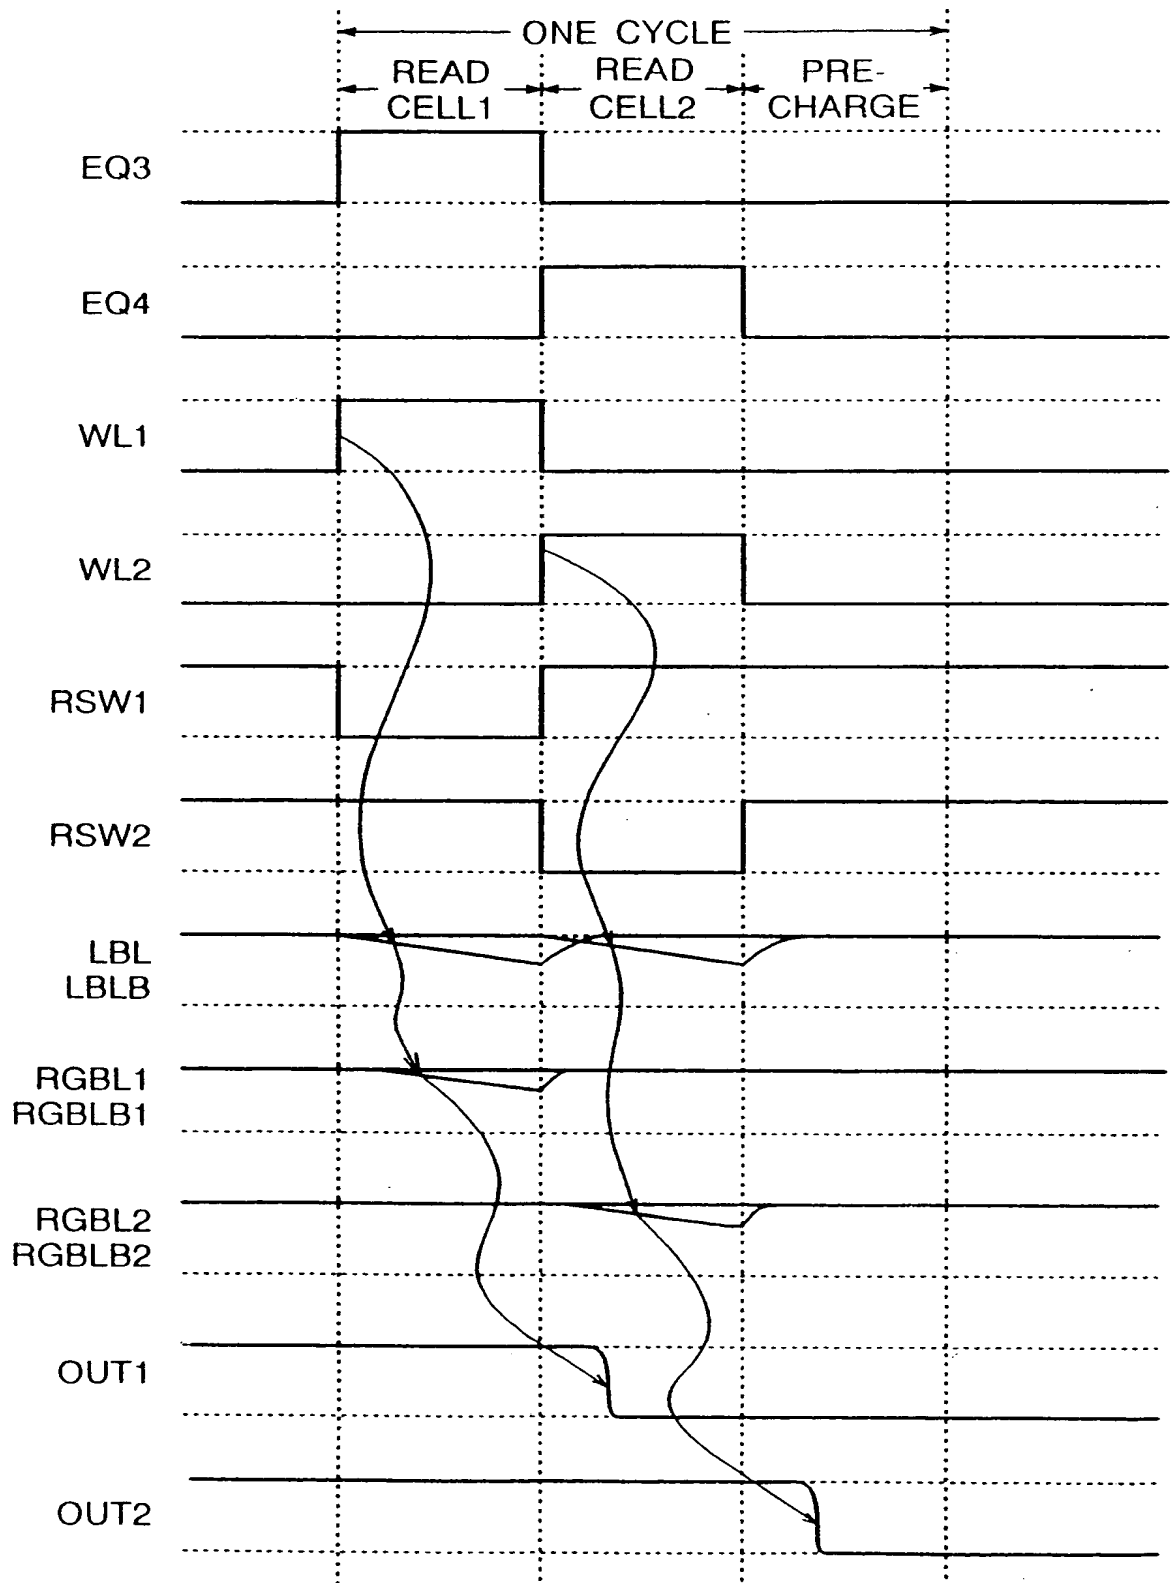 ONE CYCLE
READ CELL1
READ CELL2
PRE-
CHARGE
EQ3
EQ4
WL1
WL2
RSW1
RSW2
LBL
LBLB
RGBL1
RGBLB1
RGBL2
RGBLB2
OUT1
OUT2